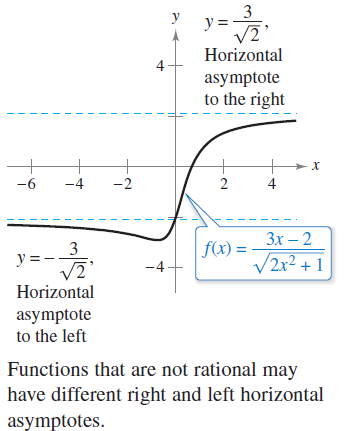 y
y = 3/√2,
Horizontal
asymptote
to the right
4
x
−6 −4 −2 2 4
f(x) = (3x − 2)/√(2x² + 1)
y = −3/√2,
−4
Horizontal
asymptote
to the left
Functions that are not rational may
have different right and left horizontal
asymptotes.